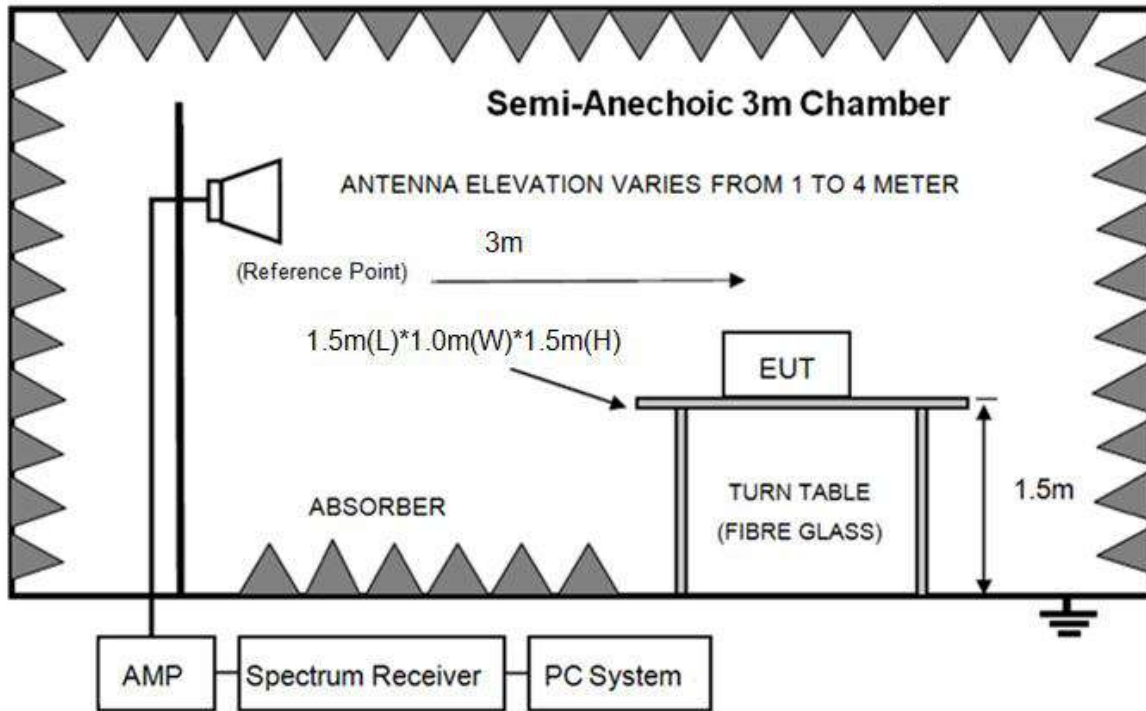 Semi-Anechoic 3m Chamber
ANTENNA ELEVATION VARIES FROM 1 TO 4 METER
3m
(Reference Point)
1.5m(L)*1.0m(W)*1.5m(H)
EUT
1.5m
TURN TABLE
(FIBRE GLASS)
ABSORBER
AMP
Spectrum Receiver
PC System